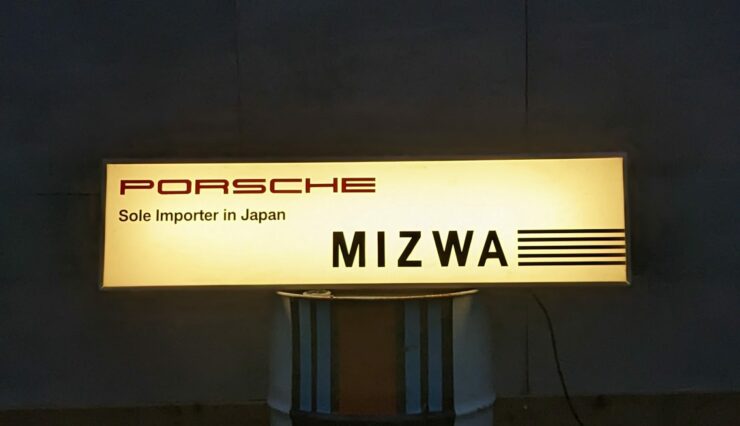 PORSCHE
Sole Importer in Japan
MIZWA